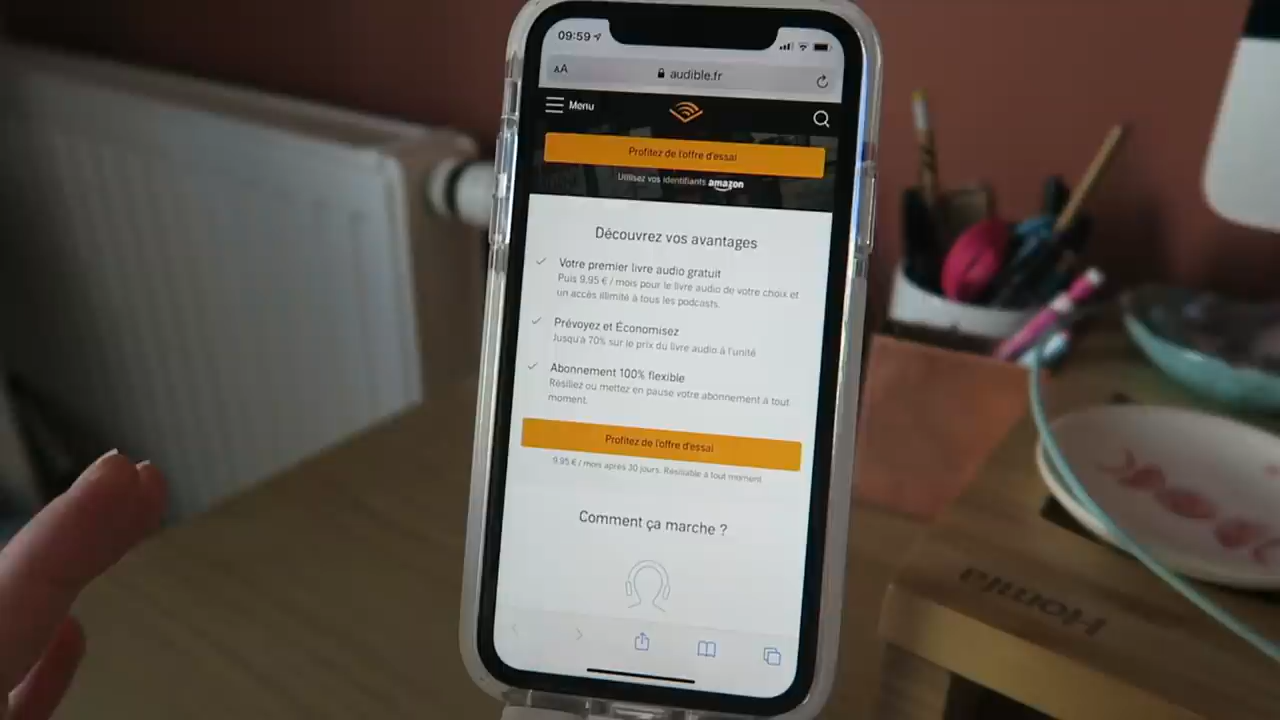 09:59
AA
audible.fr
Menu
Profitez de l'offre d'essai
Utilisez vos identifiants amazon
Découvrez vos avantages
Votre premier livre audio gratuit
Puis 9,95 € / mois pour le livre audio de votre choix et
un accès illimité à tous les podcasts.
Prévoyez et Économisez
Jusqu'à 70% sur le prix du livre audio à l'unité
Abonnement 100% flexible
Résiliez ou mettez en pause votre abonnement à tout
moment.
Profitez de l'offre d'essai
9,95 € / mois après 30 jours. Résiliable à tout moment
Comment ça marche ?
Homla